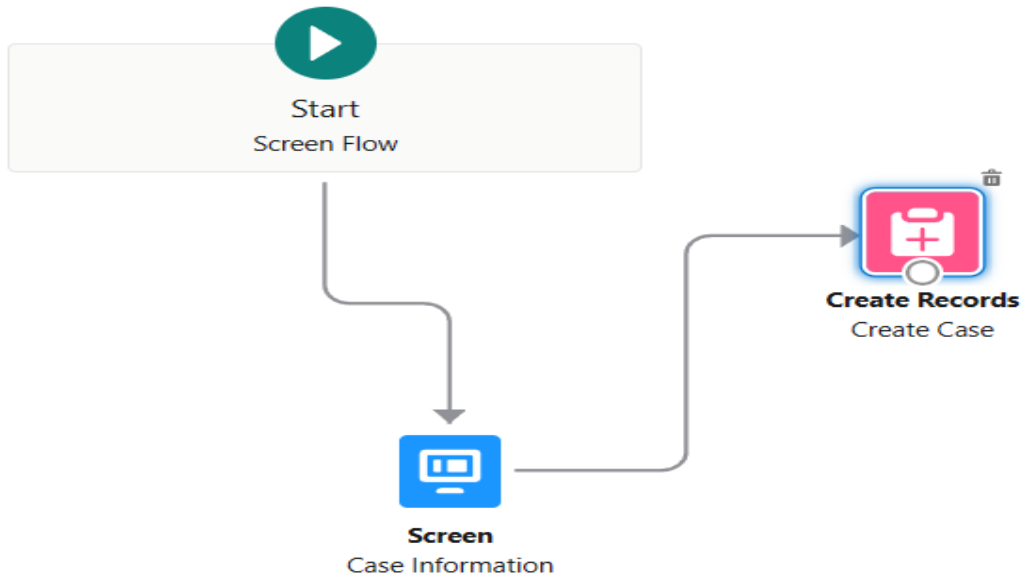 Start
Screen Flow
Create Records
Create Case
Screen
Case Information